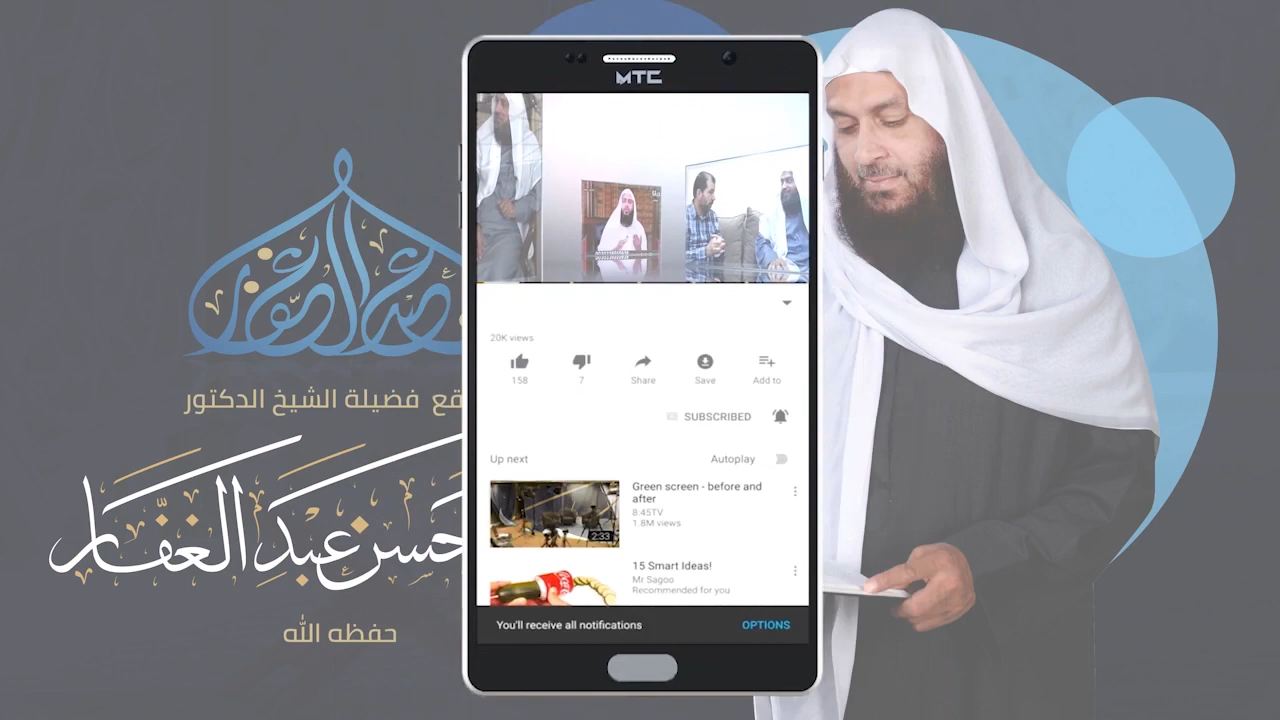 MTC
20K views
158
7
Share
Save
Add to
SUBSCRIBED
Up next
Autoplay
Green screen - before and
after
8:45TV
1.8M views
2:33
15 Smart Ideas!
Mr Sagoo
Recommended for you
You'll receive all notifications
OPTIONS
قع فضيلة الشيخ الدكتور
حسن عبد الغفار
حفظه الله